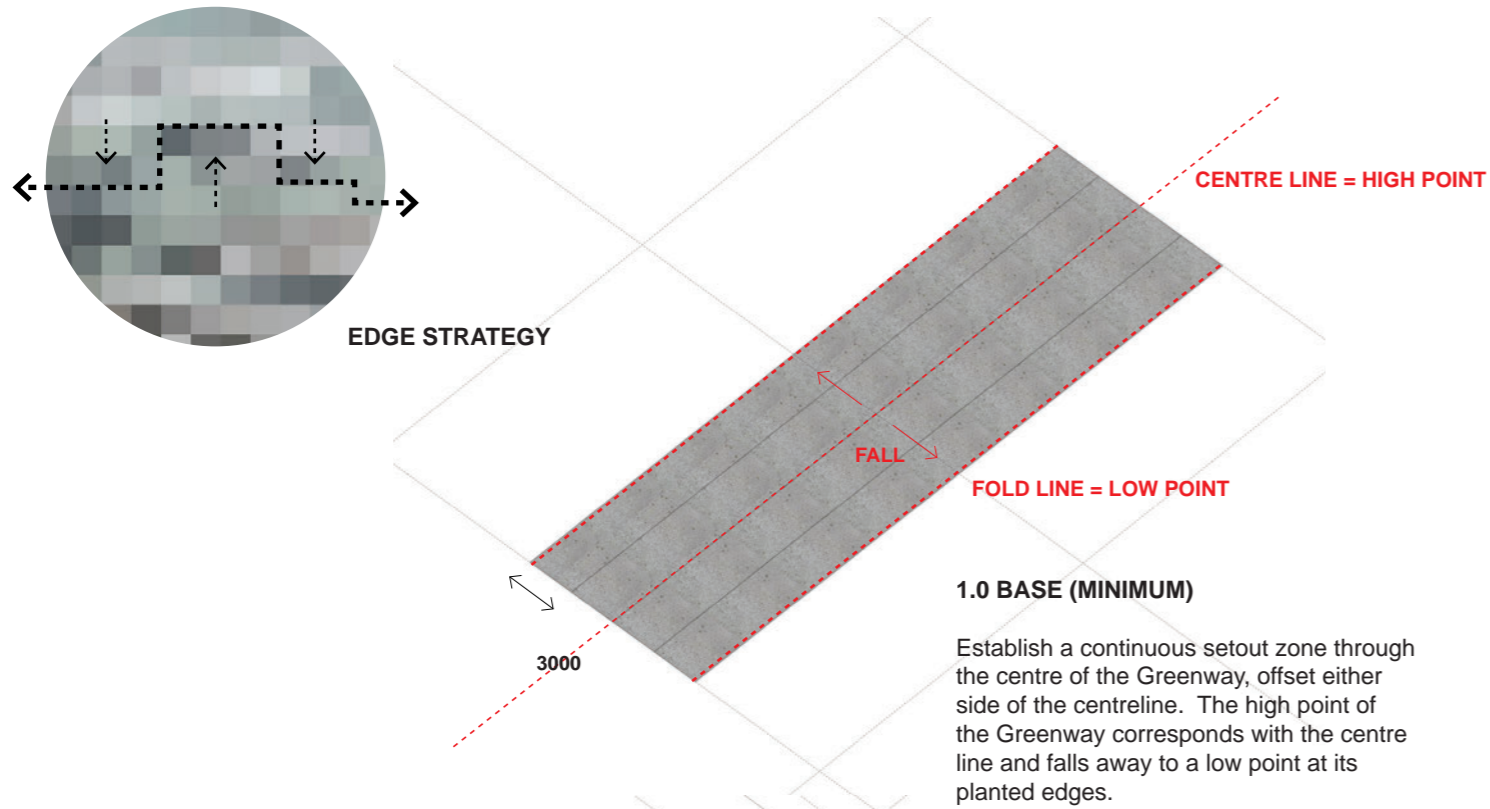 CENTRE LINE = HIGH POINT
EDGE STRATEGY
FALL
FOLD LINE = LOW POINT
3000
1.0 BASE (MINIMUM)
Establish a continuous setout zone through
the centre of the Greenway, offset either
side of the centreline.  The high point of
the Greenway corresponds with the centre
line and falls away to a low point at its
planted edges.